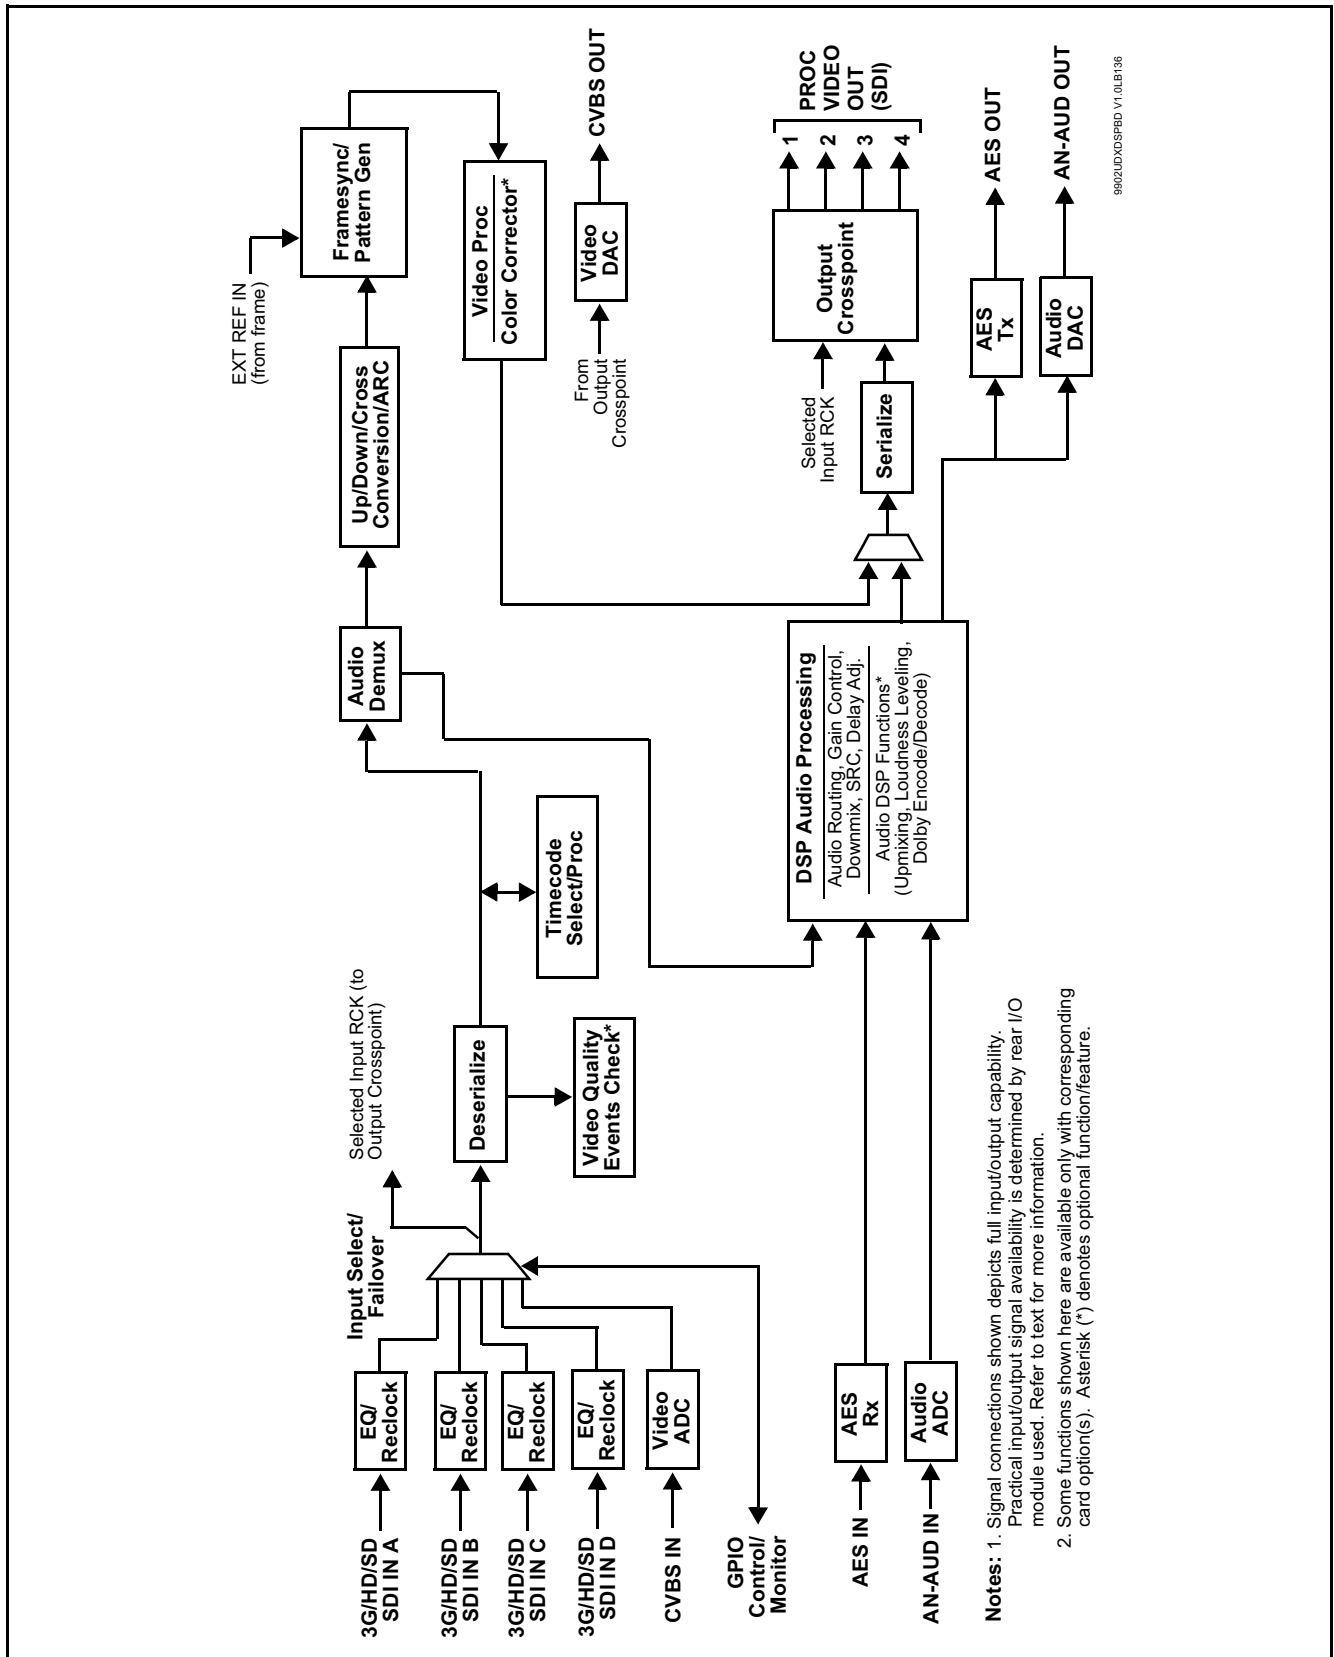 3G/HD/SD
SDI IN A
3G/HD/SD
SDI IN B
3G/HD/SD
SDI IN C
3G/HD/SD
SDI IN D
CVBS IN
GPIO
Control/
Monitor
AES IN
AN-AUD IN
EQ/
Reclock
EQ/
Reclock
EQ/
Reclock
EQ/
Reclock
Video
ADC
AES
Rx
Audio
ADC
Input Select/
Failover
Selected Input RCK (to
Output Crosspoint)
Deserialize
Video Quality
Events Check*
Timecode
Select/Proc
Audio
Demux
Up/Down/Cross
Conversion/ARC
EXT REF IN
(from frame)
Framesync/
Pattern Gen
Video Proc
Color Corrector*
From
Output
Crosspoint
Video
DAC
CVBS OUT
DSP Audio Processing
Audio Routing, Gain Control,
Downmix, SRC, Delay Adj.
Audio DSP Functions*
(Upmixing, Loudness Leveling,
Dolby Encode/Decode)
Selected
Input RCK
Serialize
Output
Crosspoint
1
2
3
4
PROC
VIDEO
OUT
(SDI)
AES
Tx
AES OUT
Audio
DAC
AN-AUD OUT
Notes: 1. Signal connections shown depicts full input/output capability.
Practical input/output signal availability is determined by rear I/O
module used. Refer to text for more information.
2. Some functions shown here are available only with corresponding
card option(s). Asterisk (*) denotes optional function/feature.
9902UDXDSPBD V1.0LB136